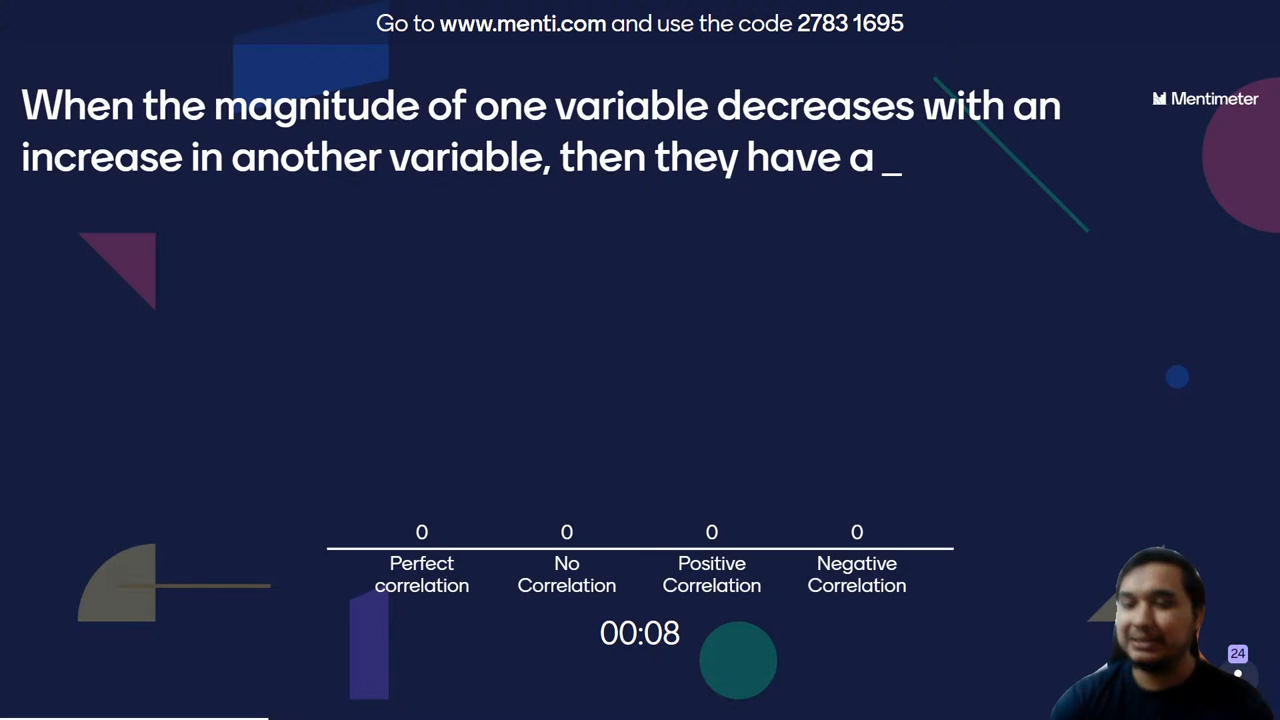 Go to www.menti.com and use the code 2783 1695
When the magnitude of one variable decreases with an
increase in another variable, then they have a _
Mentimeter
0 0 0 0
Perfect No Positive Negative
correlation Correlation Correlation Correlation
00:08
24